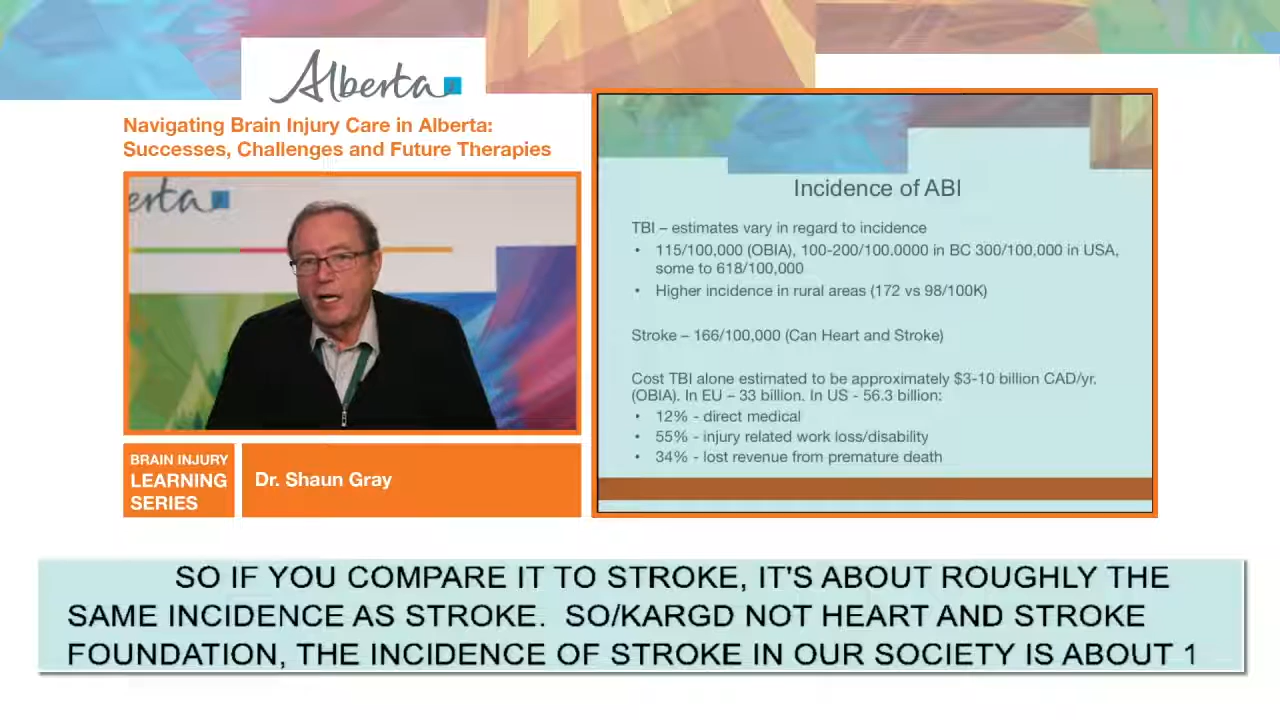 Alberta
Navigating Brain Injury Care in Alberta:
Successes, Challenges and Future Therapies
erta
BRAIN INJURY
LEARNING
SERIES
Dr. Shaun Gray
Incidence of ABI
TBI – estimates vary in regard to incidence
• 115/100,000 (OBIA), 100-200/100.0000 in BC 300/100,000 in USA,
some to 618/100,000
• Higher incidence in rural areas (172 vs 98/100K)
Stroke – 166/100,000 (Can Heart and Stroke)
Cost TBI alone estimated to be approximately $3-10 billion CAD/yr.
(OBIA). In EU – 33 billion. In US - 56.3 billion:
• 12% - direct medical
• 55% - injury related work loss/disability
• 34% - lost revenue from premature death
SO IF YOU COMPARE IT TO STROKE, IT'S ABOUT ROUGHLY THE
SAME INCIDENCE AS STROKE. SO/KARGD NOT HEART AND STROKE
FOUNDATION, THE INCIDENCE OF STROKE IN OUR SOCIETY IS ABOUT 1